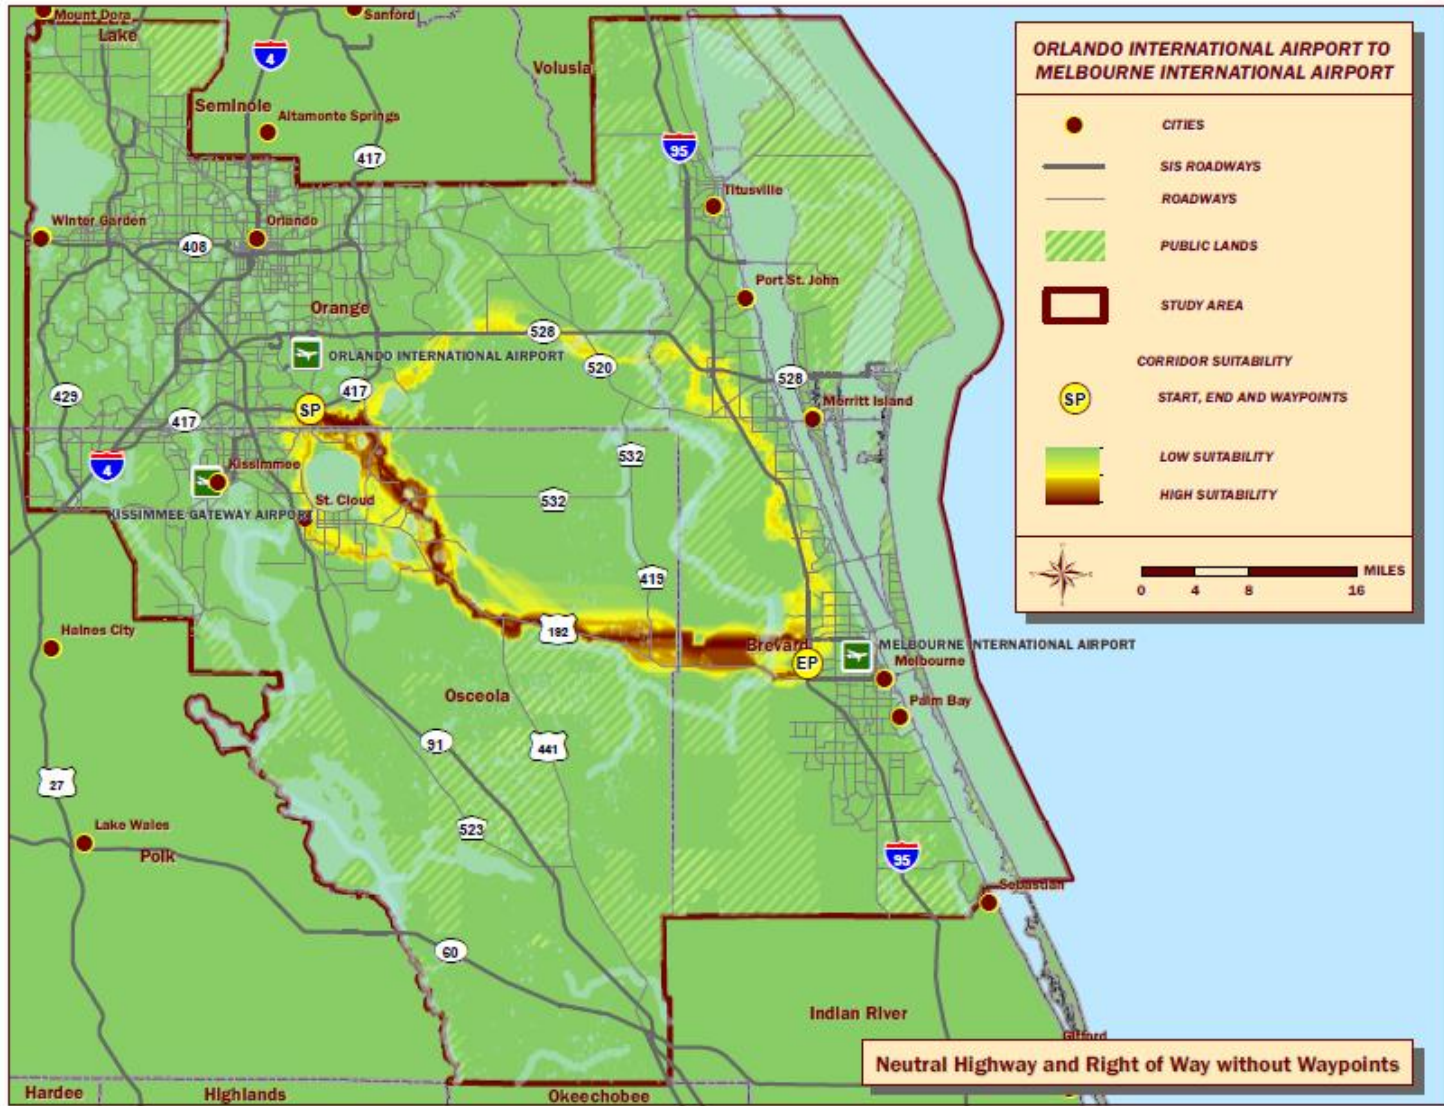 Mount Dora
Sanford
Lake
4
Volusia
Seminole
Altamonte Springs
417
95
Titusville
Winter Garden
Orlando
408
Port St. John
Orange
528
ORLANDO INTERNATIONAL AIRPORT
520
528
429
417
SP
Merritt Island
417
4
Kissimmee
532
St. Cloud
532
KISSIMMEE GATEWAY AIRPORT
419
Haines City
192
Brevard
MELBOURNE INTERNATIONAL AIRPORT
EP
Melbourne
Osceola
Palm Bay
91
441
27
523
Lake Wales
Polk
95
Sebastian
60
Indian River
Gifford
Hardee
Highlands
Okeechobee
ORLANDO INTERNATIONAL AIRPORT TO
MELBOURNE INTERNATIONAL AIRPORT
CITIES
SIS ROADWAYS
ROADWAYS
PUBLIC LANDS
STUDY AREA
CORRIDOR SUITABILITY
SP
START, END AND WAYPOINTS
LOW SUITABILITY
HIGH SUITABILITY
MILES
0 4 8 16
Neutral Highway and Right of Way without Waypoints